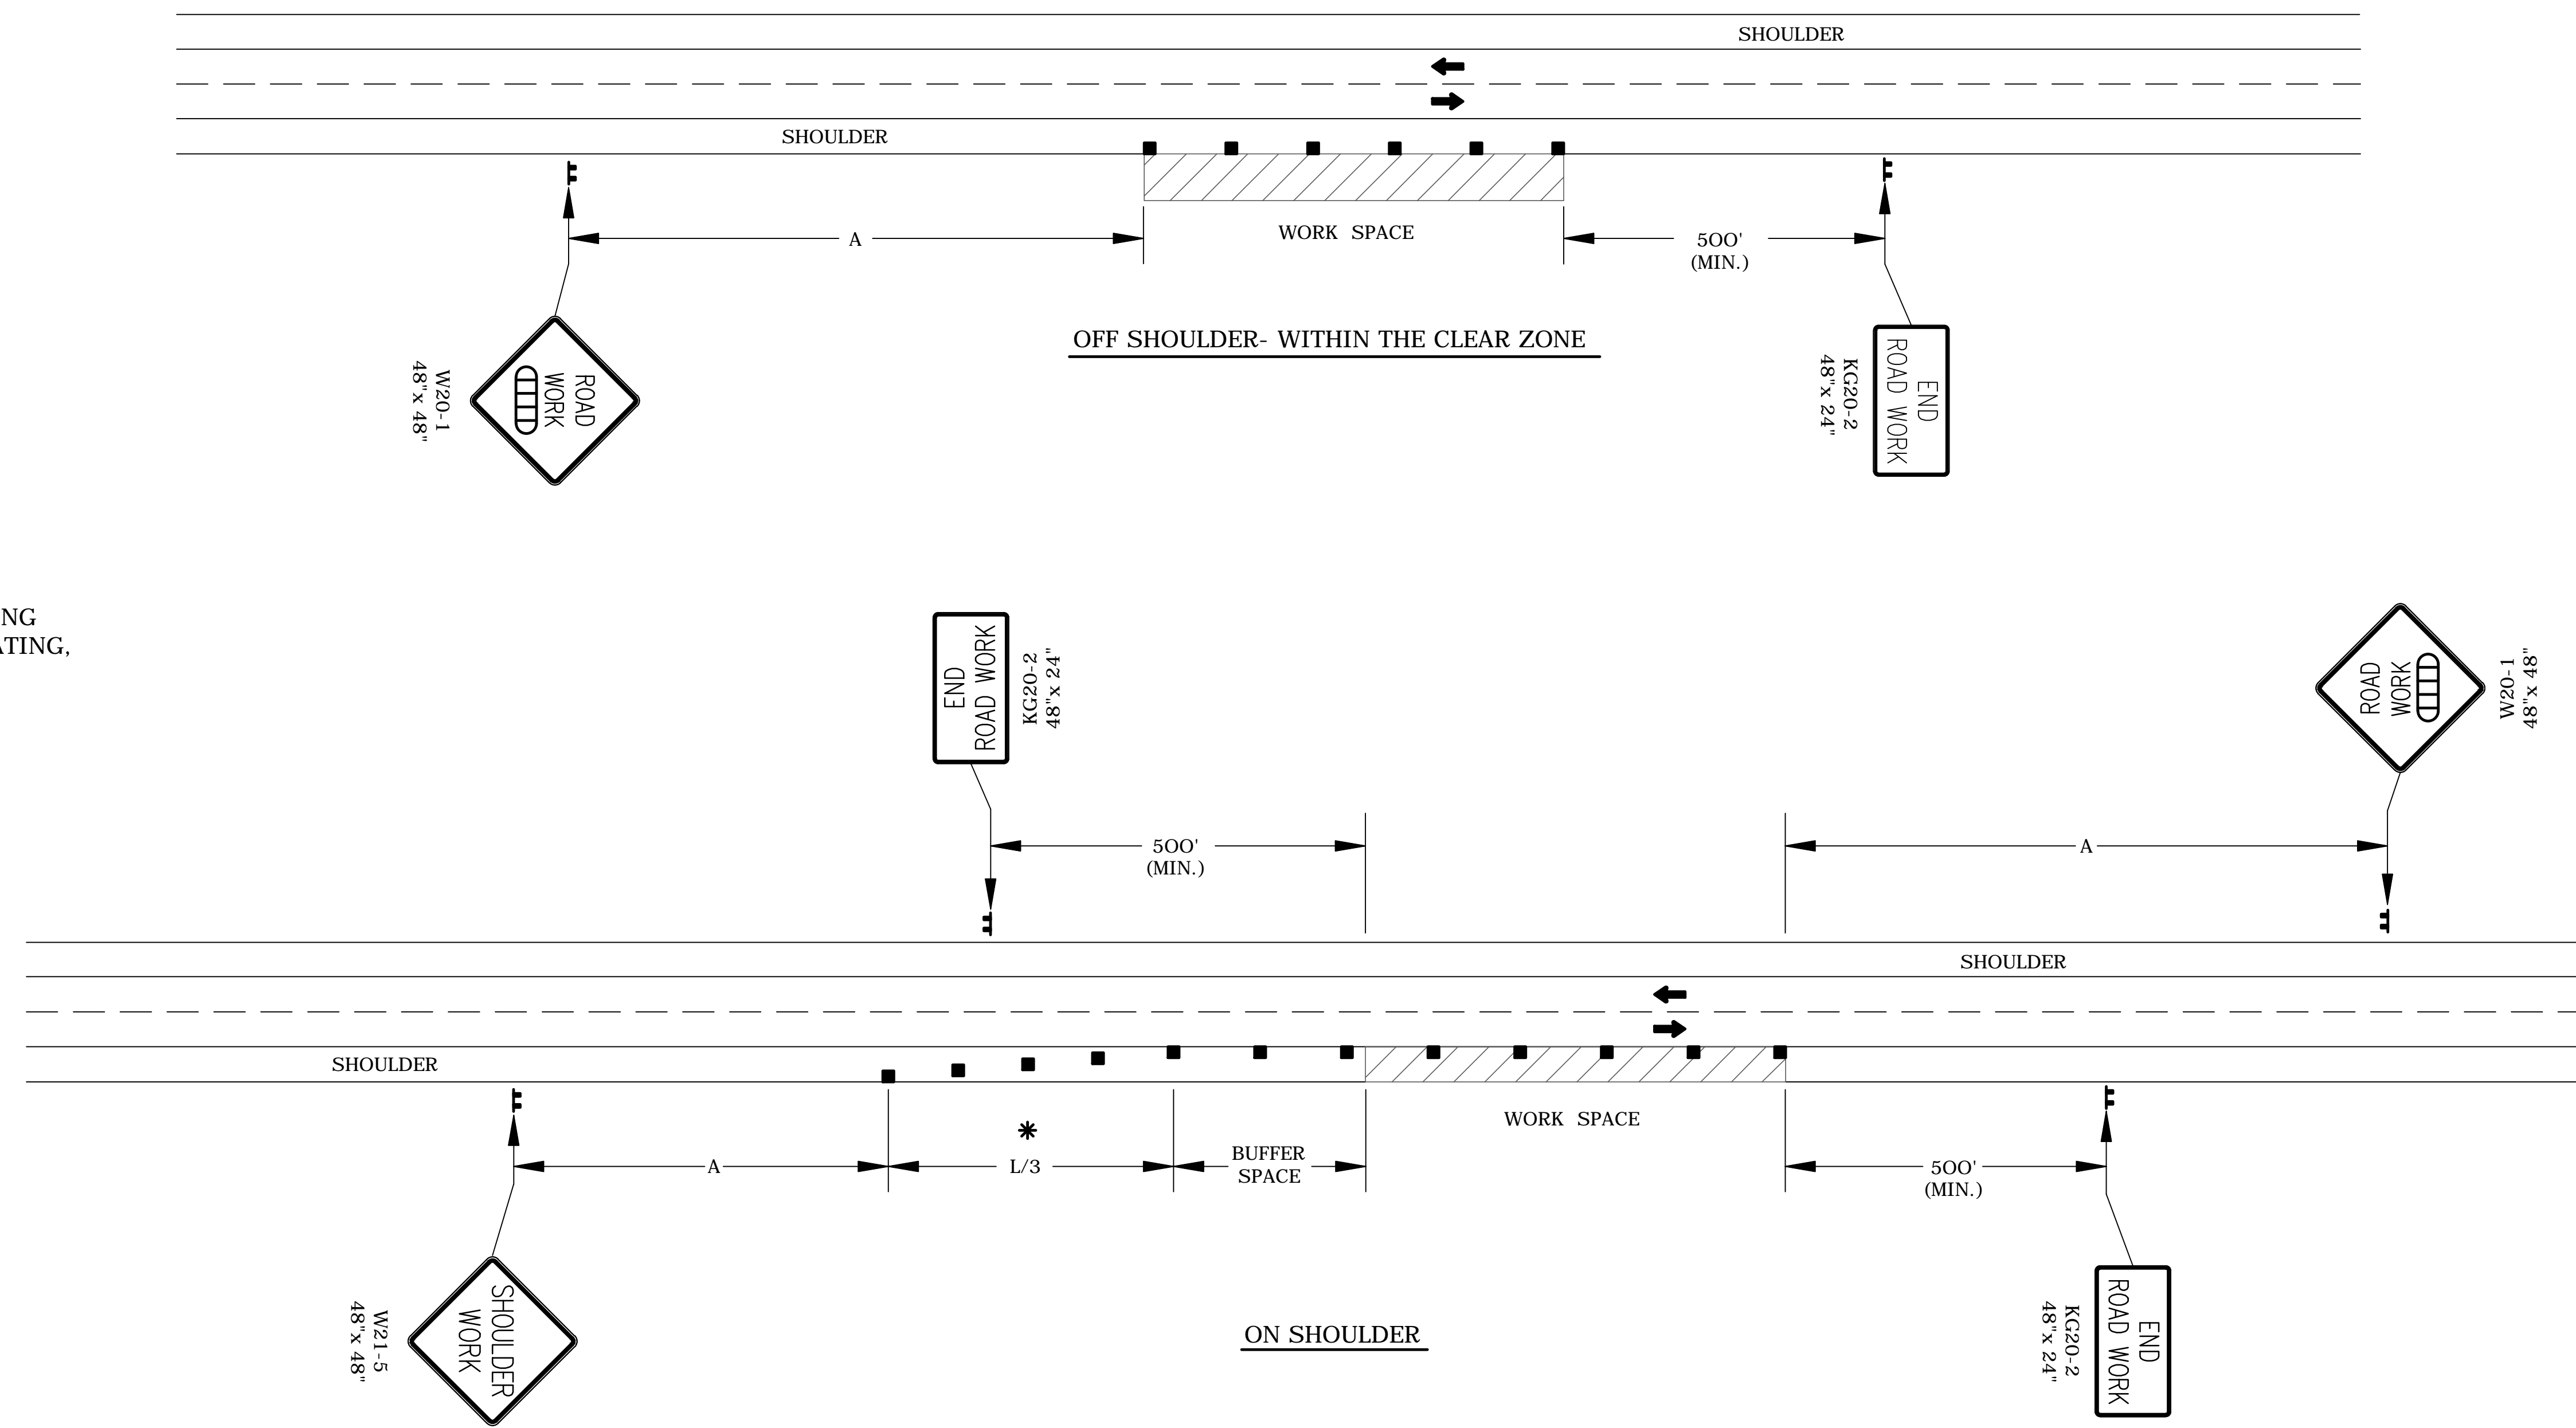 SHOULDER
SHOULDER
WORK SPACE
A
500'
(MIN.)
OFF SHOULDER- WITHIN THE CLEAR ZONE
ROAD
WORK
W20-1
48"x 48"
END
ROAD WORK
KG20-2
48"x 24"
NG
ATING,
END
ROAD WORK
KG20-2
48"x 24"
ROAD
WORK
W20-1
48"x 48"
500'
(MIN.)
A
SHOULDER
SHOULDER
WORK SPACE
*
A
L/3
BUFFER
SPACE
500'
(MIN.)
SHOULDER
WORK
W21-5
48"x 48"
END
ROAD WORK
KG20-2
48"x 24"
ON SHOULDER